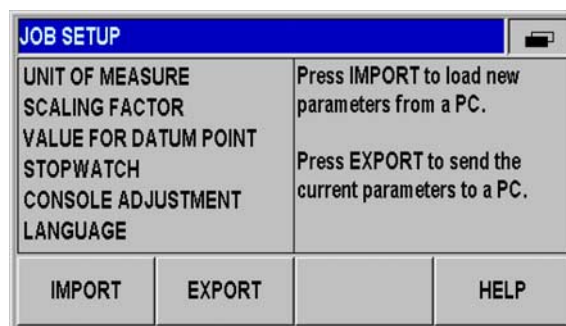 JOB SETUP
UNIT OF MEASURE
SCALING FACTOR
VALUE FOR DATUM POINT
STOPWATCH
CONSOLE ADJUSTMENT
LANGUAGE
Press IMPORT to load new
parameters from a PC.
Press EXPORT to send the
current parameters to a PC.
IMPORT
EXPORT
HELP